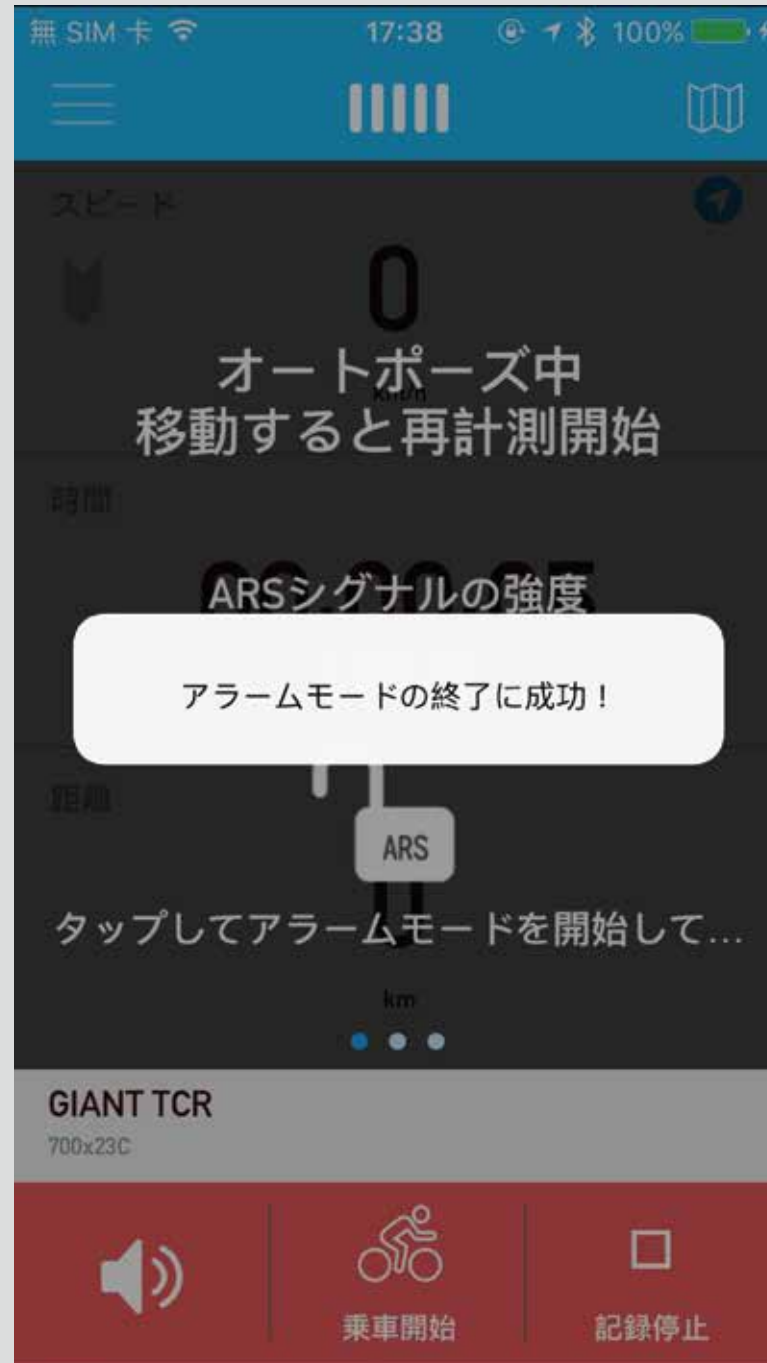 無 SIM 卡 17:38 100%
スピード
0
km/h
オートポーズ中
移動すると再計測開始
時間
ARSシグナルの強度
アラームモードの終了に成功！
距離
ARS
0
タップしてアラームモードを開始して...
km
GIANT TCR
700x23C
乗車開始 記録停止